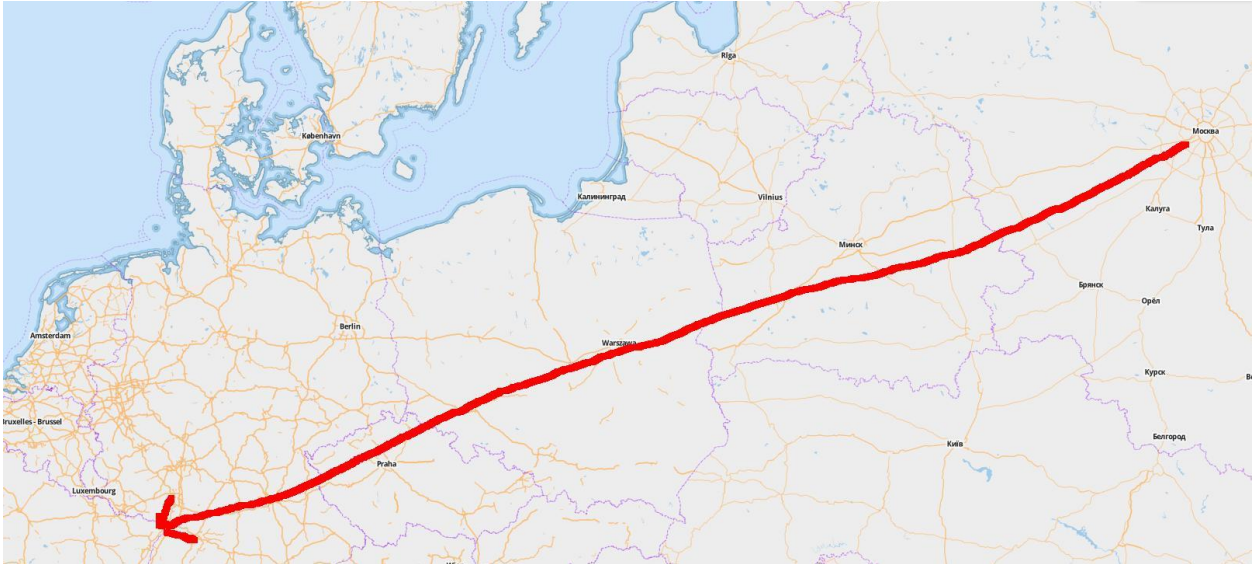 Rīga
Москва
København
Калининград
Vilnius
Калуга
Тула
Минск
Брянск
Орёл
Berlin
Amsterdam
Warszawa
Курск
Bruxelles - Brussel
Белгород
Київ
Praha
Luxembourg